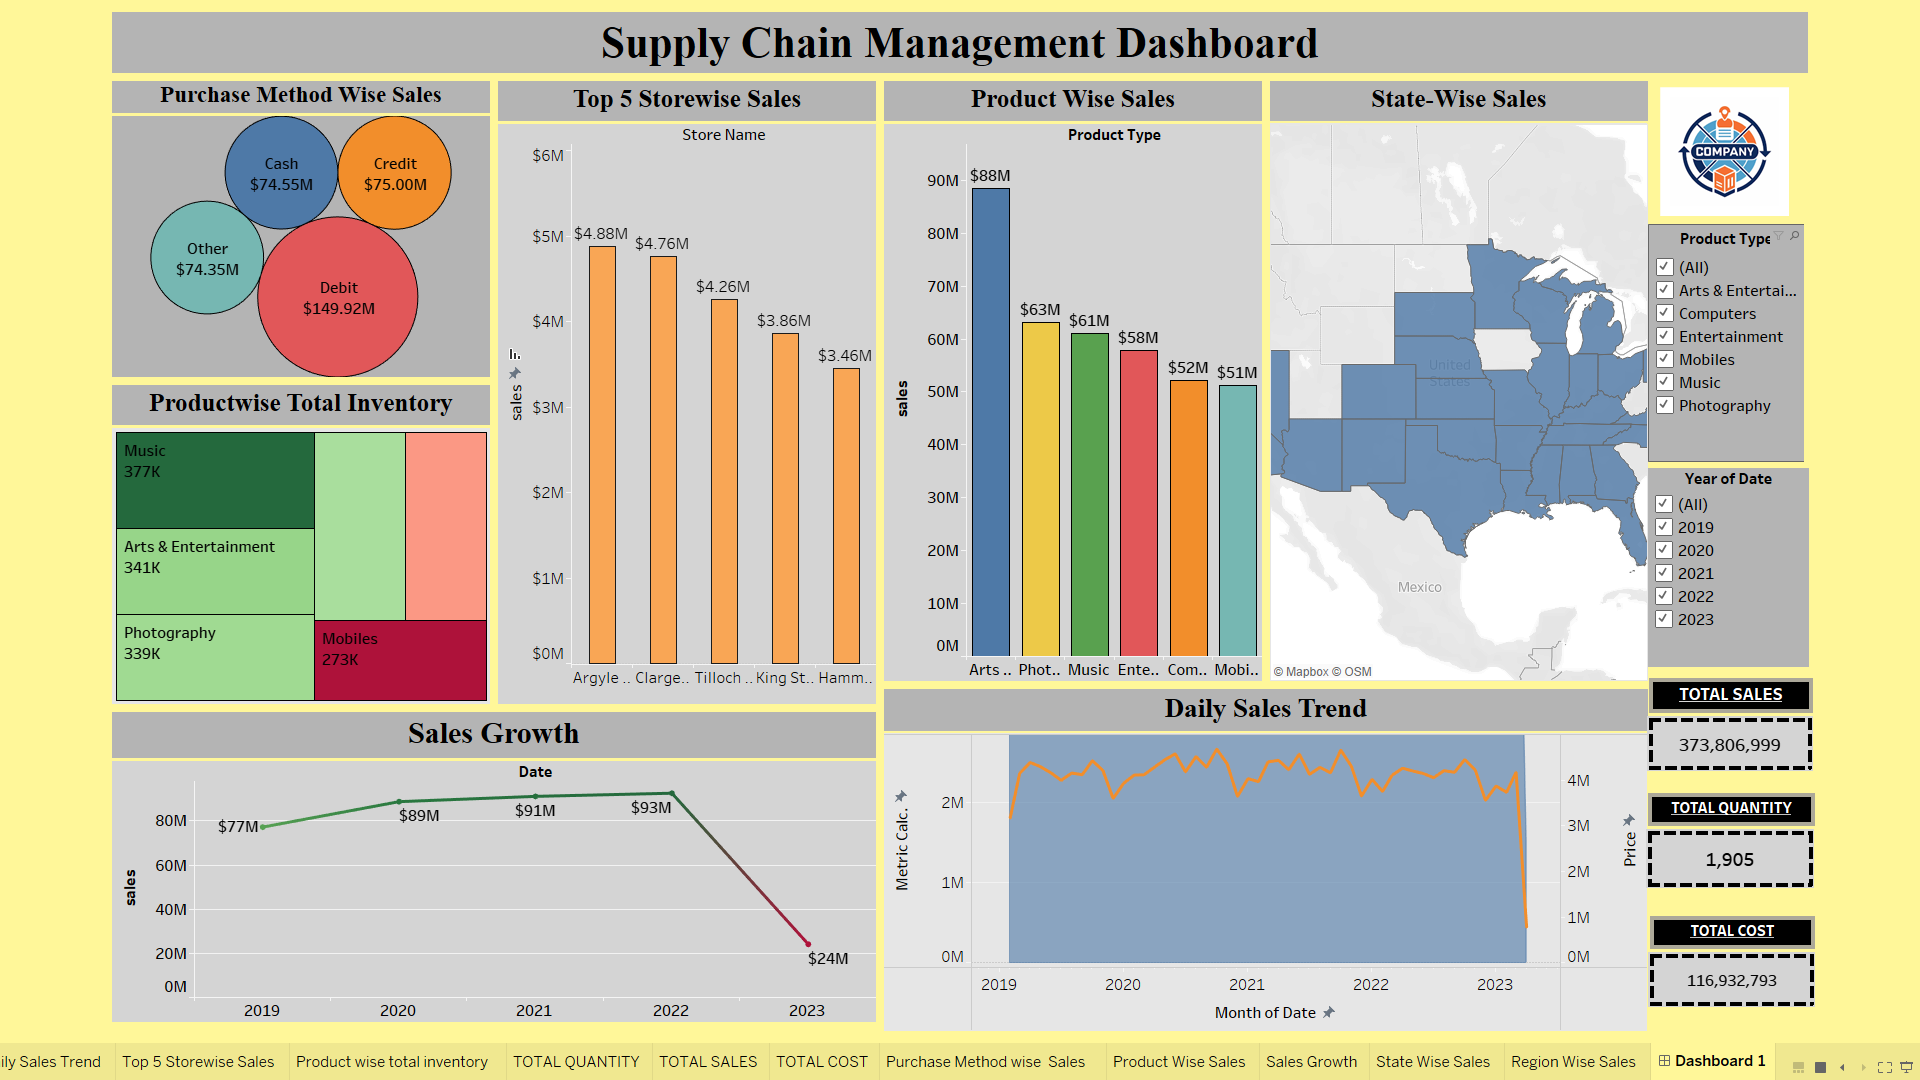 Supply Chain Management Dashboard
Purchase Method Wise Sales
Cash
$74.55M
Credit
$75.00M
Other
$74.35M
Debit
$149.92M
Productwise Total Inventory
Music
377K
Arts & Entertainment
341K
Photography
339K
Mobiles
273K
Top 5 Storewise Sales
Store Name
$6M
$5M
$4M
$3M
$2M
$1M
$0M
sales
$4.88M
$4.76M
$4.26M
$3.86M
$3.46M
Argyle ..
Clarge..
Tilloch ..
King St..
Hamm..
Product Wise Sales
Product Type
90M
80M
70M
60M
50M
40M
30M
20M
10M
0M
sales
$88M
$63M
$61M
$58M
$52M
$51M
Arts ..
Phot..
Music
Ente..
Com..
Mobi..
State-Wise Sales
United
States
Mexico
© Mapbox © OSM
COMPANY
Product Type
(All)
Arts & Entertai...
Computers
Entertainment
Mobiles
Music
Photography
Year of Date
(All)
2019
2020
2021
2022
2023
TOTAL SALES
373,806,999
TOTAL QUANTITY
1,905
TOTAL COST
116,932,793
Sales Growth
Date
80M
60M
40M
20M
0M
sales
$77M
$89M
$91M
$93M
$24M
2019
2020
2021
2022
2023
Daily Sales Trend
Metric Calc.
2M
1M
0M
4M
3M
2M
1M
0M
Price
2019
2020
2021
2022
2023
Month of Date
ily Sales Trend
Top 5 Storewise Sales
Product wise total inventory
TOTAL QUANTITY
TOTAL SALES
TOTAL COST
Purchase Method wise Sales
Product Wise Sales
Sales Growth
State Wise Sales
Region Wise Sales
Dashboard 1